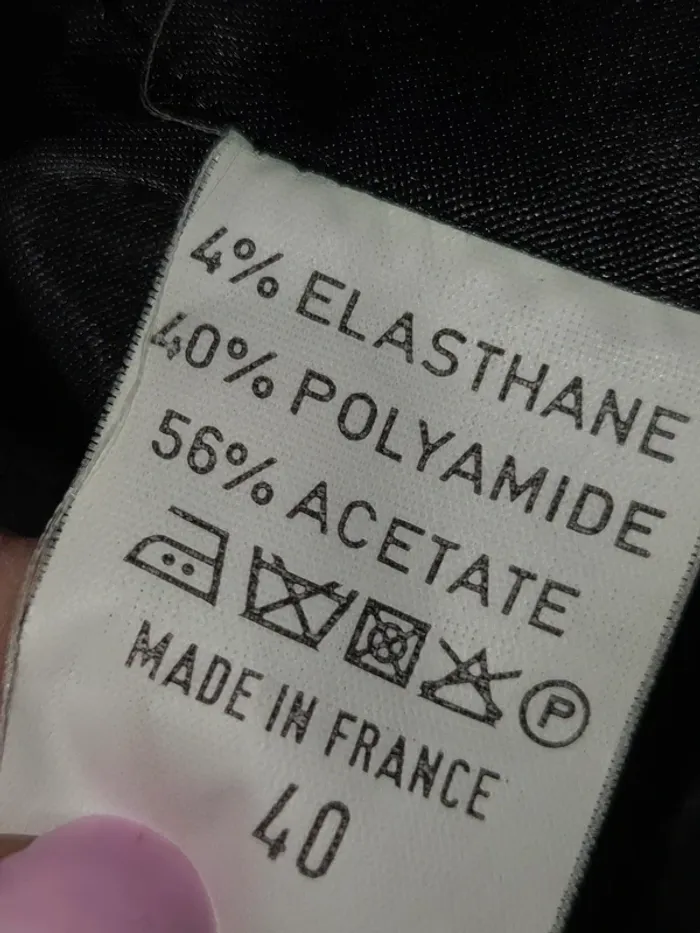 4% ELASTHANE
40% POLYAMIDE
56% ACETATE
P
MADE IN FRANCE
40